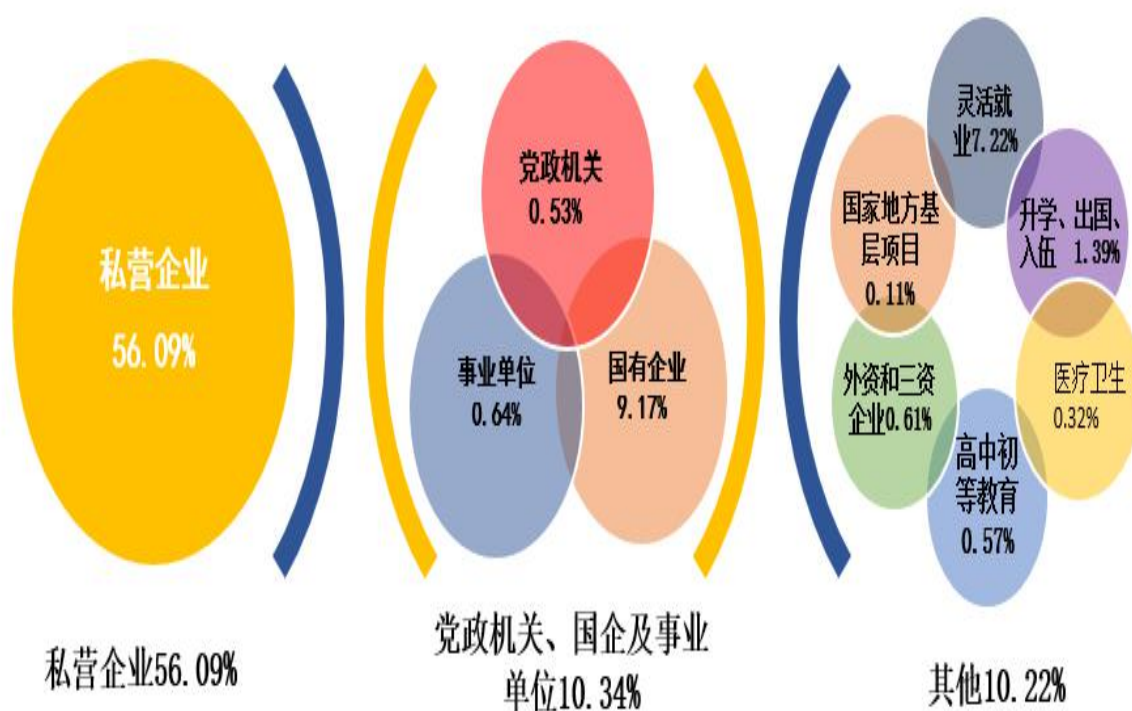 私营企业
56.09%
私营企业56.09%
党政机关
0.53%
事业单位
0.64%
国有企业
9.17%
党政机关、国企及事业
单位10.34%
灵活就
业7.22%
国家地方基
层项目
0.11%
升学、出国、
入伍 1.39%
外资和三资
企业0.61%
医疗卫生
0.32%
高中初
等教育
0.57%
其他10.22%